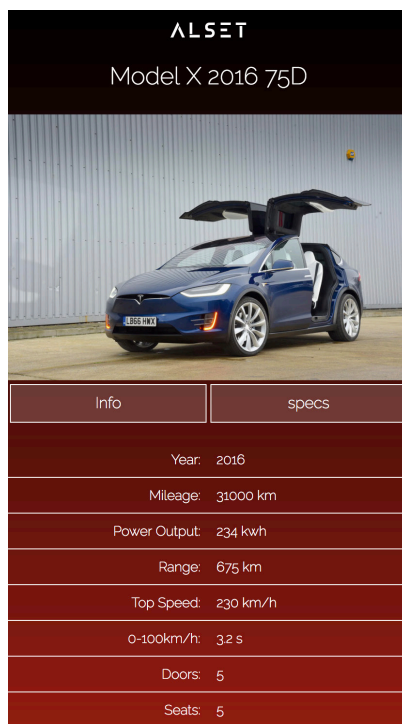 ALSET
Model X 2016 75D
LB66 HWX
Info specs
Year: 2016
Mileage: 31000 km
Power Output: 234 kwh
Range: 675 km
Top Speed: 230 km/h
0-100km/h: 3.2 s
Doors: 5
Seats: 5